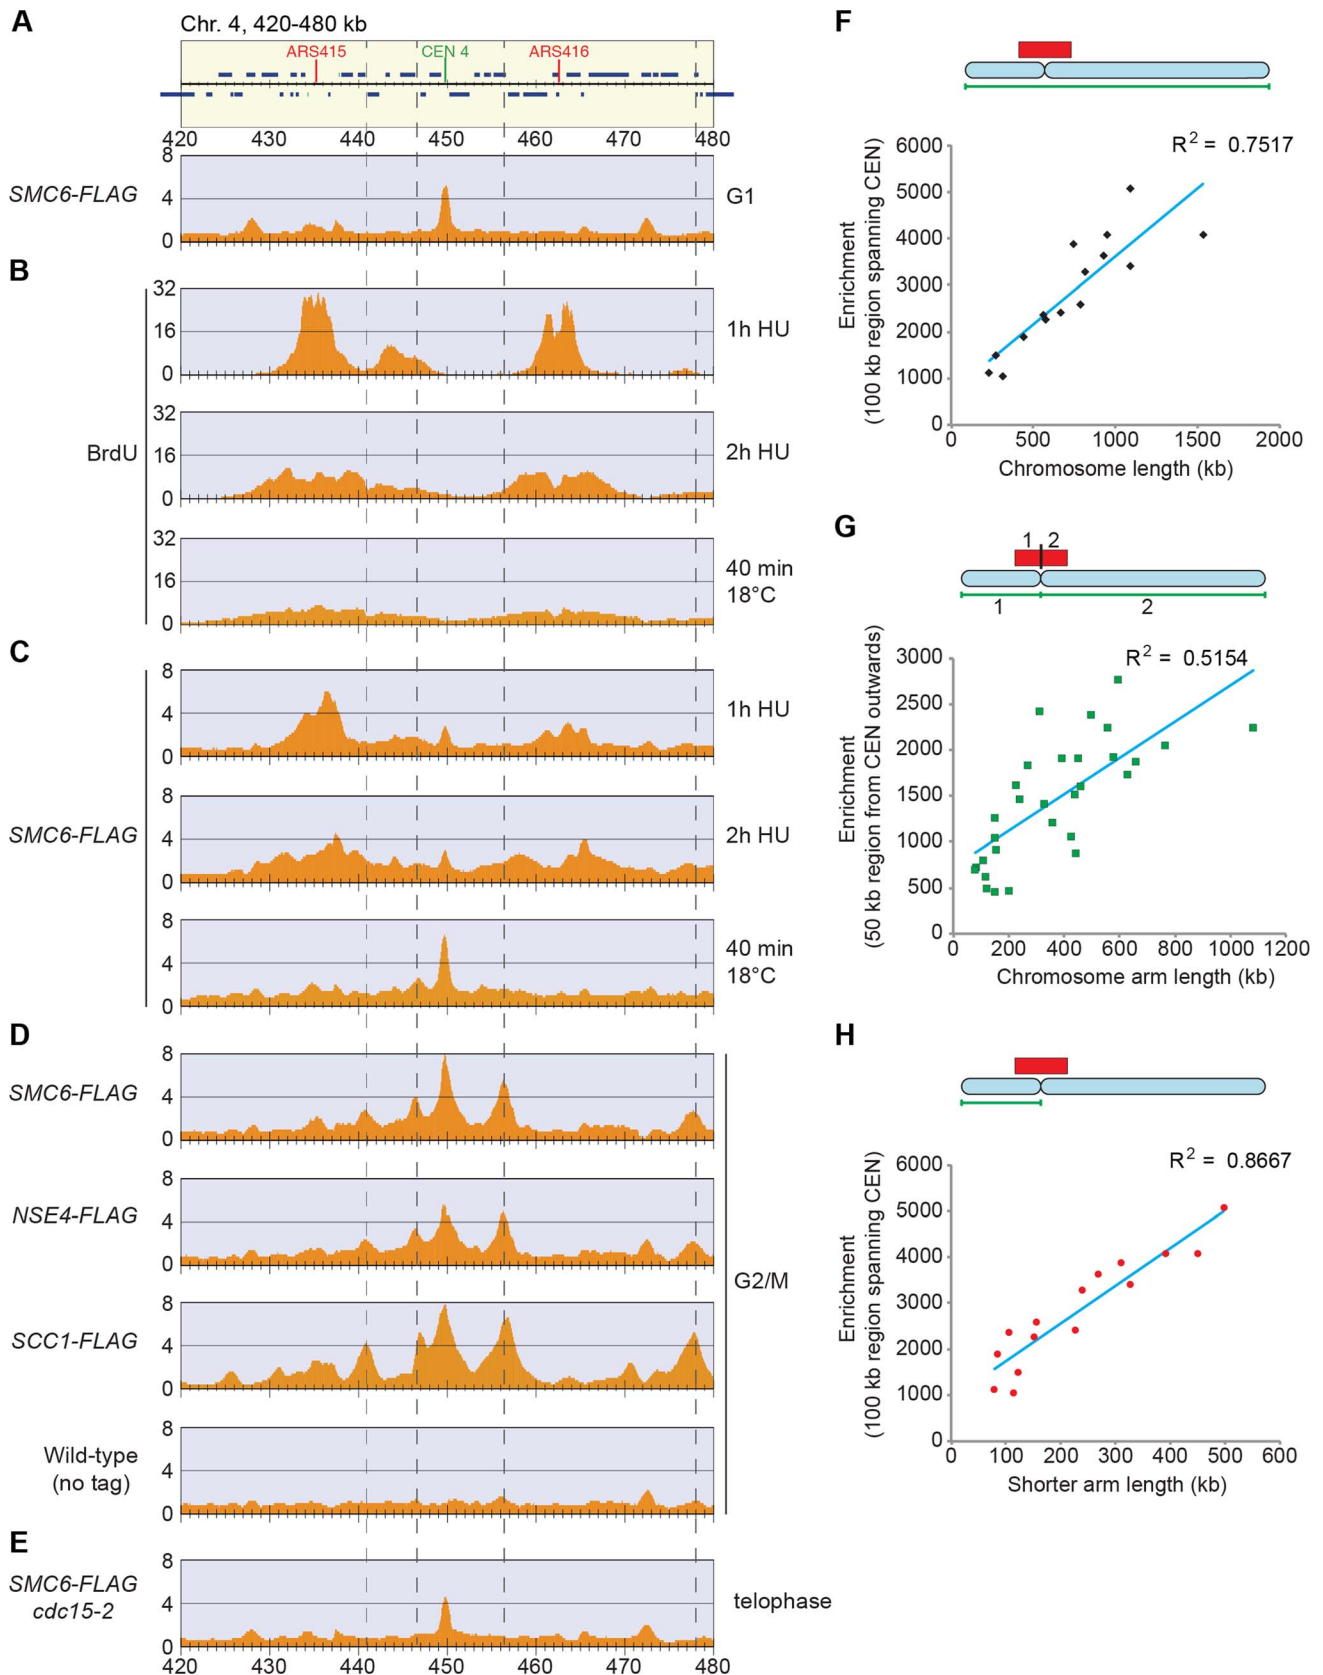 A
Chr. 4, 420-480 kb
ARS415
CEN 4
ARS416
420 430 440 450 460 470 480
SMC6-FLAG
8
4
0
G1
B
BrdU
32
16
0
1h HU
32
16
0
2h HU
32
16
0
40 min
18°C
C
SMC6-FLAG
8
4
0
1h HU
8
4
0
2h HU
8
4
0
40 min
18°C
D
SMC6-FLAG
8
4
0
NSE4-FLAG
8
4
0
G2/M
SCC1-FLAG
8
4
0
Wild-type
(no tag)
8
4
0
420 430 440 450 460 470 480
E
SMC6-FLAG
cdc15-2
8
4
0
telophase
420 430 440 450 460 470 480
F
R2 = 0.7517
Enrichment
(100 kb region spanning CEN)
6000
5000
4000
3000
2000
1000
0
0 500 1000 1500 2000
Chromosome length (kb)
G
1 2
1 2
R2 = 0.5154
Enrichment
(50 kb region from CEN outwards)
3000
2500
2000
1500
1000
500
0
0 200 400 600 800 1000 1200
Chromosome arm length (kb)
H
R2 = 0.8667
Enrichment
(100 kb region spanning CEN)
6000
5000
4000
3000
2000
1000
0
0 100 200 300 400 500 600
Shorter arm length (kb)